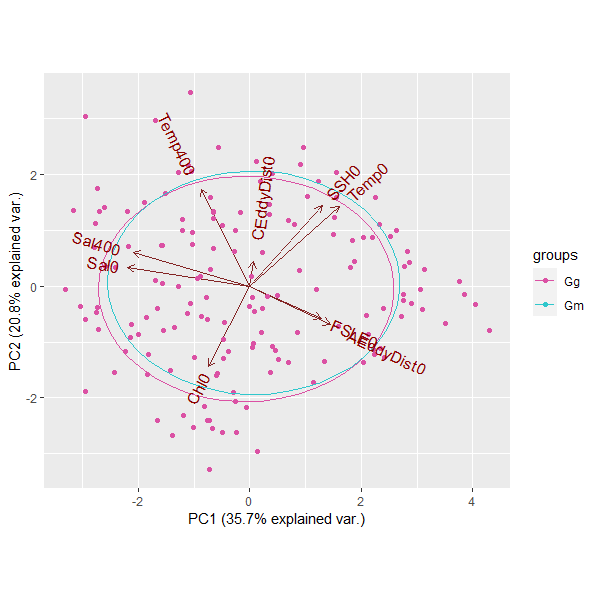 Temp400
CEddyDist0
SSH0
Temp0
Sal400
Sal0
FSLE0
AEddyDist0
Chl0
2
0
-2
-2
0
2
4
PC1 (35.7% explained var.)
PC2 (20.8% explained var.)
groups
Gg
Gm